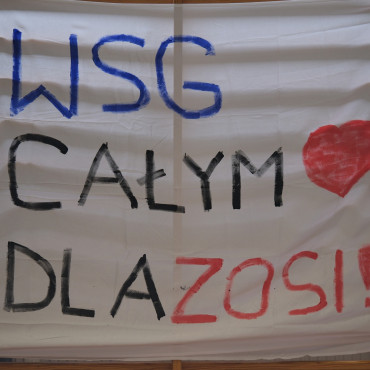 WSG
CAŁYM ❤
DLA ZOSI!